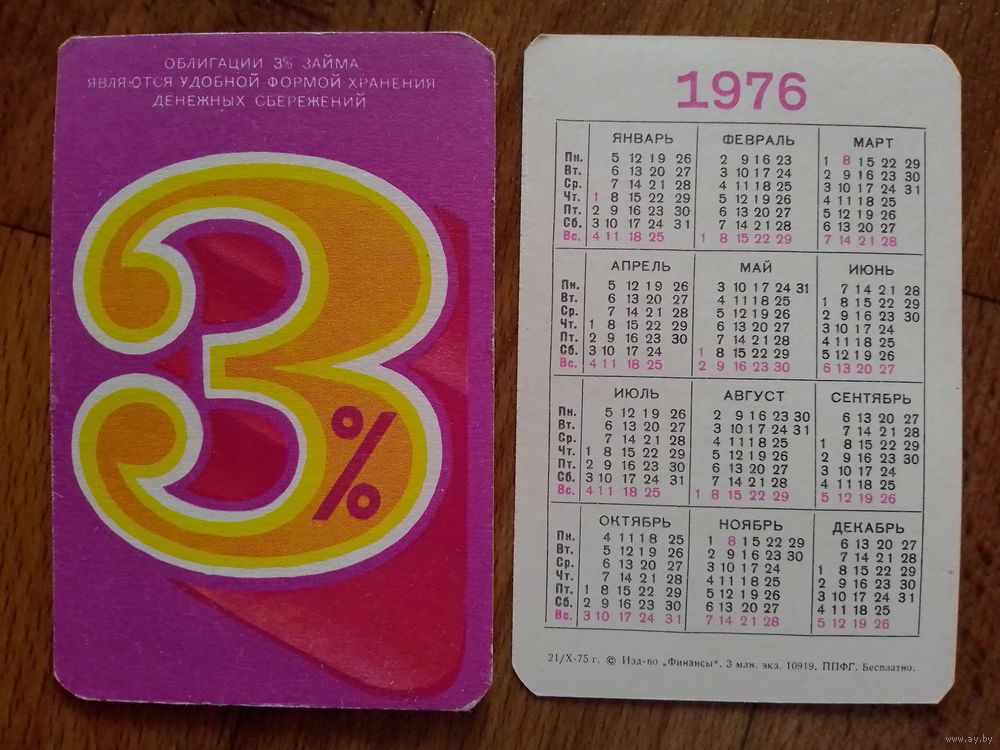 ОБЛИГАЦИИ 3% ЗАЙМА
ЯВЛЯЮТСЯ УДОБНОЙ ФОРМОЙ ХРАНЕНИЯ
ДЕНЕЖНЫХ СБЕРЕЖЕНИЙ
3%
1976
ЯНВАРЬ ФЕВРАЛЬ МАРТ
Пн. 5 12 19 26 2 9 16 23 1 8 15 22 29
Вт. 6 13 20 27 3 10 17 24 2 9 16 23 30
Ср. 7 14 21 28 4 11 18 25 3 10 17 24 31
Чт. 1 8 15 22 29 5 12 19 26 4 11 18 25
Пт. 2 9 16 23 30 6 13 20 27 5 12 19 26
Сб. 3 10 17 24 31 7 14 21 28 6 13 20 27
Вс. 4 11 18 25 1 8 15 22 29 7 14 21 28
АПРЕЛЬ МАЙ ИЮНЬ
Пн. 5 12 19 26 3 10 17 24 31 7 14 21 28
Вт. 6 13 20 27 4 11 18 25 1 8 15 22 29
Ср. 7 14 21 28 5 12 19 26 2 9 16 23 30
Чт. 1 8 15 22 29 6 13 20 27 3 10 17 24
Пт. 2 9 16 23 30 7 14 21 28 4 11 18 25
Сб. 3 10 17 24 1 8 15 22 29 5 12 19 26
Вс. 4 11 18 25 2 9 16 23 30 6 13 20 27
ИЮЛЬ АВГУСТ СЕНТЯБРЬ
Пн. 5 12 19 26 2 9 16 23 30 6 13 20 27
Вт. 6 13 20 27 3 10 17 24 31 7 14 21 28
Ср. 7 14 21 28 4 11 18 25 1 8 15 22 29
Чт. 1 8 15 22 29 5 12 19 26 2 9 16 23 30
Пт. 2 9 16 23 30 6 13 20 27 3 10 17 24
Сб. 3 10 17 24 31 7 14 21 28 4 11 18 25
Вс. 4 11 18 25 1 8 15 22 29 5 12 19 26
ОКТЯБРЬ НОЯБРЬ ДЕКАБРЬ
Пн. 4 11 18 25 1 8 15 22 29 6 13 20 27
Вт. 5 12 19 26 2 9 16 23 30 7 14 21 28
Ср. 6 13 20 27 3 10 17 24 1 8 15 22 29
Чт. 7 14 21 28 4 11 18 25 2 9 16 23 30
Пт. 1 8 15 22 29 5 12 19 26 3 10 17 24 31
Сб. 2 9 16 23 30 6 13 20 27 4 11 18 25
Вс. 3 10 17 24 31 7 14 21 28 5 12 19 26
21/X-75 г. © Изд-во „Финансы". 3 млн. экз. 10919. ППФГ. Бесплатно.
www.ay.by